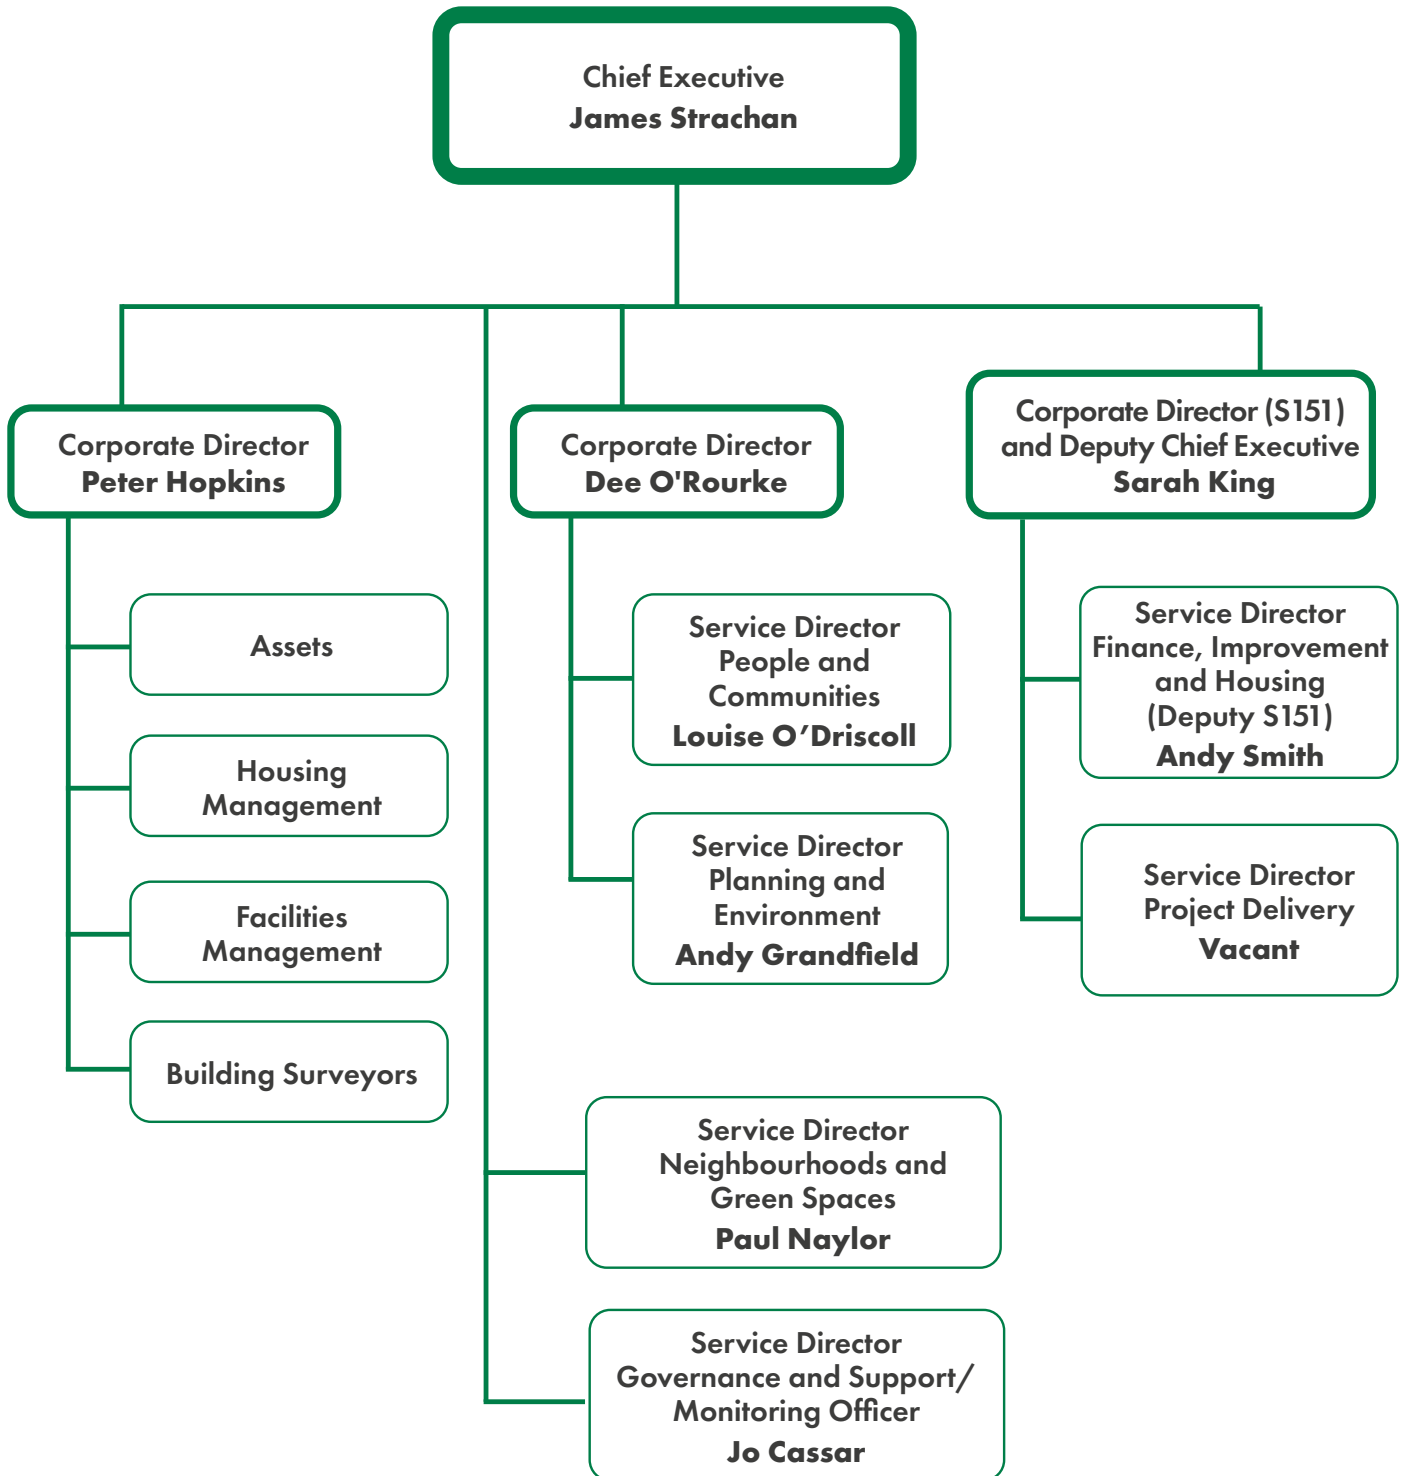 Chief Executive
James Strachan
Corporate Director
Peter Hopkins
Assets
Housing
Management
Facilities
Management
Building Surveyors
Corporate Director
Dee O'Rourke
Service Director
People and
Communities
Louise O’Driscoll
Service Director
Planning and
Environment
Andy Grandfield
Corporate Director (S151)
and Deputy Chief Executive
Sarah King
Service Director
Finance, Improvement
and Housing
(Deputy S151)
Andy Smith
Service Director
Project Delivery
Vacant
Service Director
Neighbourhoods and
Green Spaces
Paul Naylor
Service Director
Governance and Support/
Monitoring Officer
Jo Cassar